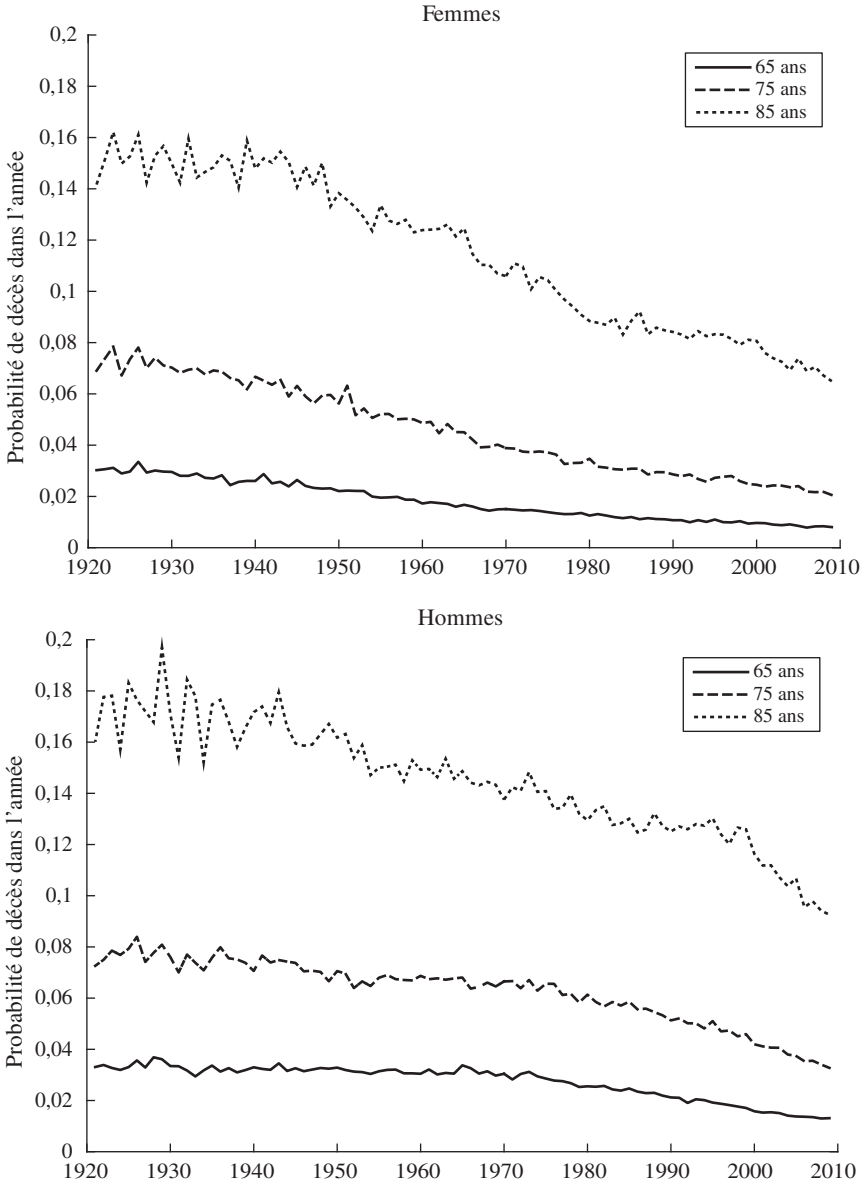 Femmes
Probabilité de décès dans l'année
0,2
0,18
0,16
0,14
0,12
0,1
0,08
0,06
0,04
0,02
0
1920 1930 1940 1950 1960 1970 1980 1990 2000 2010
65 ans
75 ans
85 ans
Hommes
Probabilité de décès dans l'année
0,2
0,18
0,16
0,14
0,12
0,1
0,08
0,06
0,04
0,02
0
1920 1930 1940 1950 1960 1970 1980 1990 2000 2010
65 ans
75 ans
85 ans